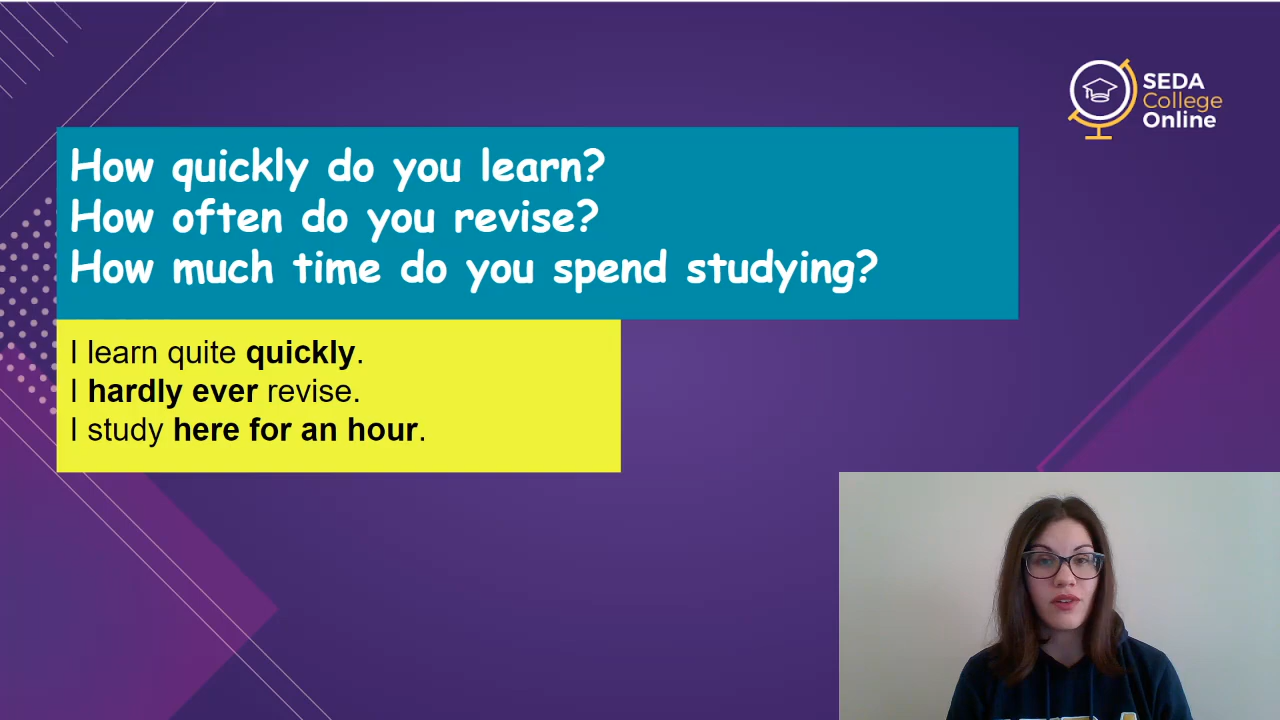 SEDA
College
Online
How quickly do you learn?
How often do you revise?
How much time do you spend studying?
I learn quite quickly.
I hardly ever revise.
I study here for an hour.